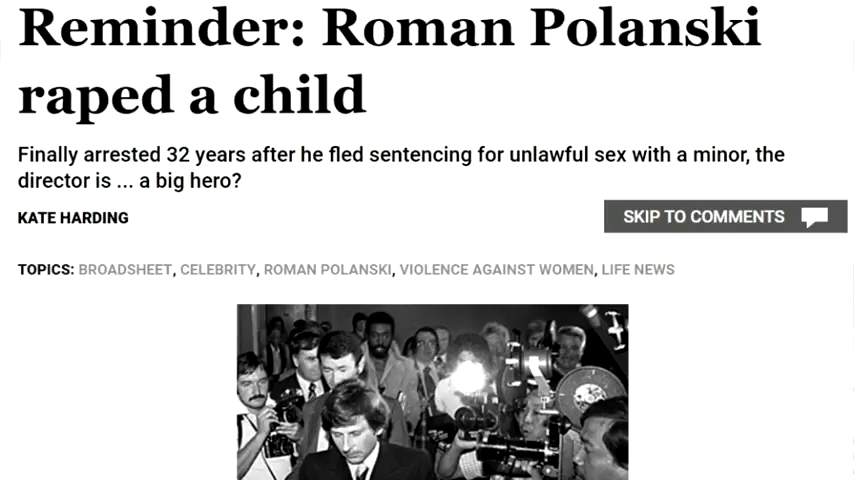 Reminder: Roman Polanski
raped a child
Finally arrested 32 years after he fled sentencing for unlawful sex with a minor, the
director is ... a big hero?
KATE HARDING
SKIP TO COMMENTS
TOPICS: BROADSHEET, CELEBRITY, ROMAN POLANSKI, VIOLENCE AGAINST WOMEN, LIFE NEWS